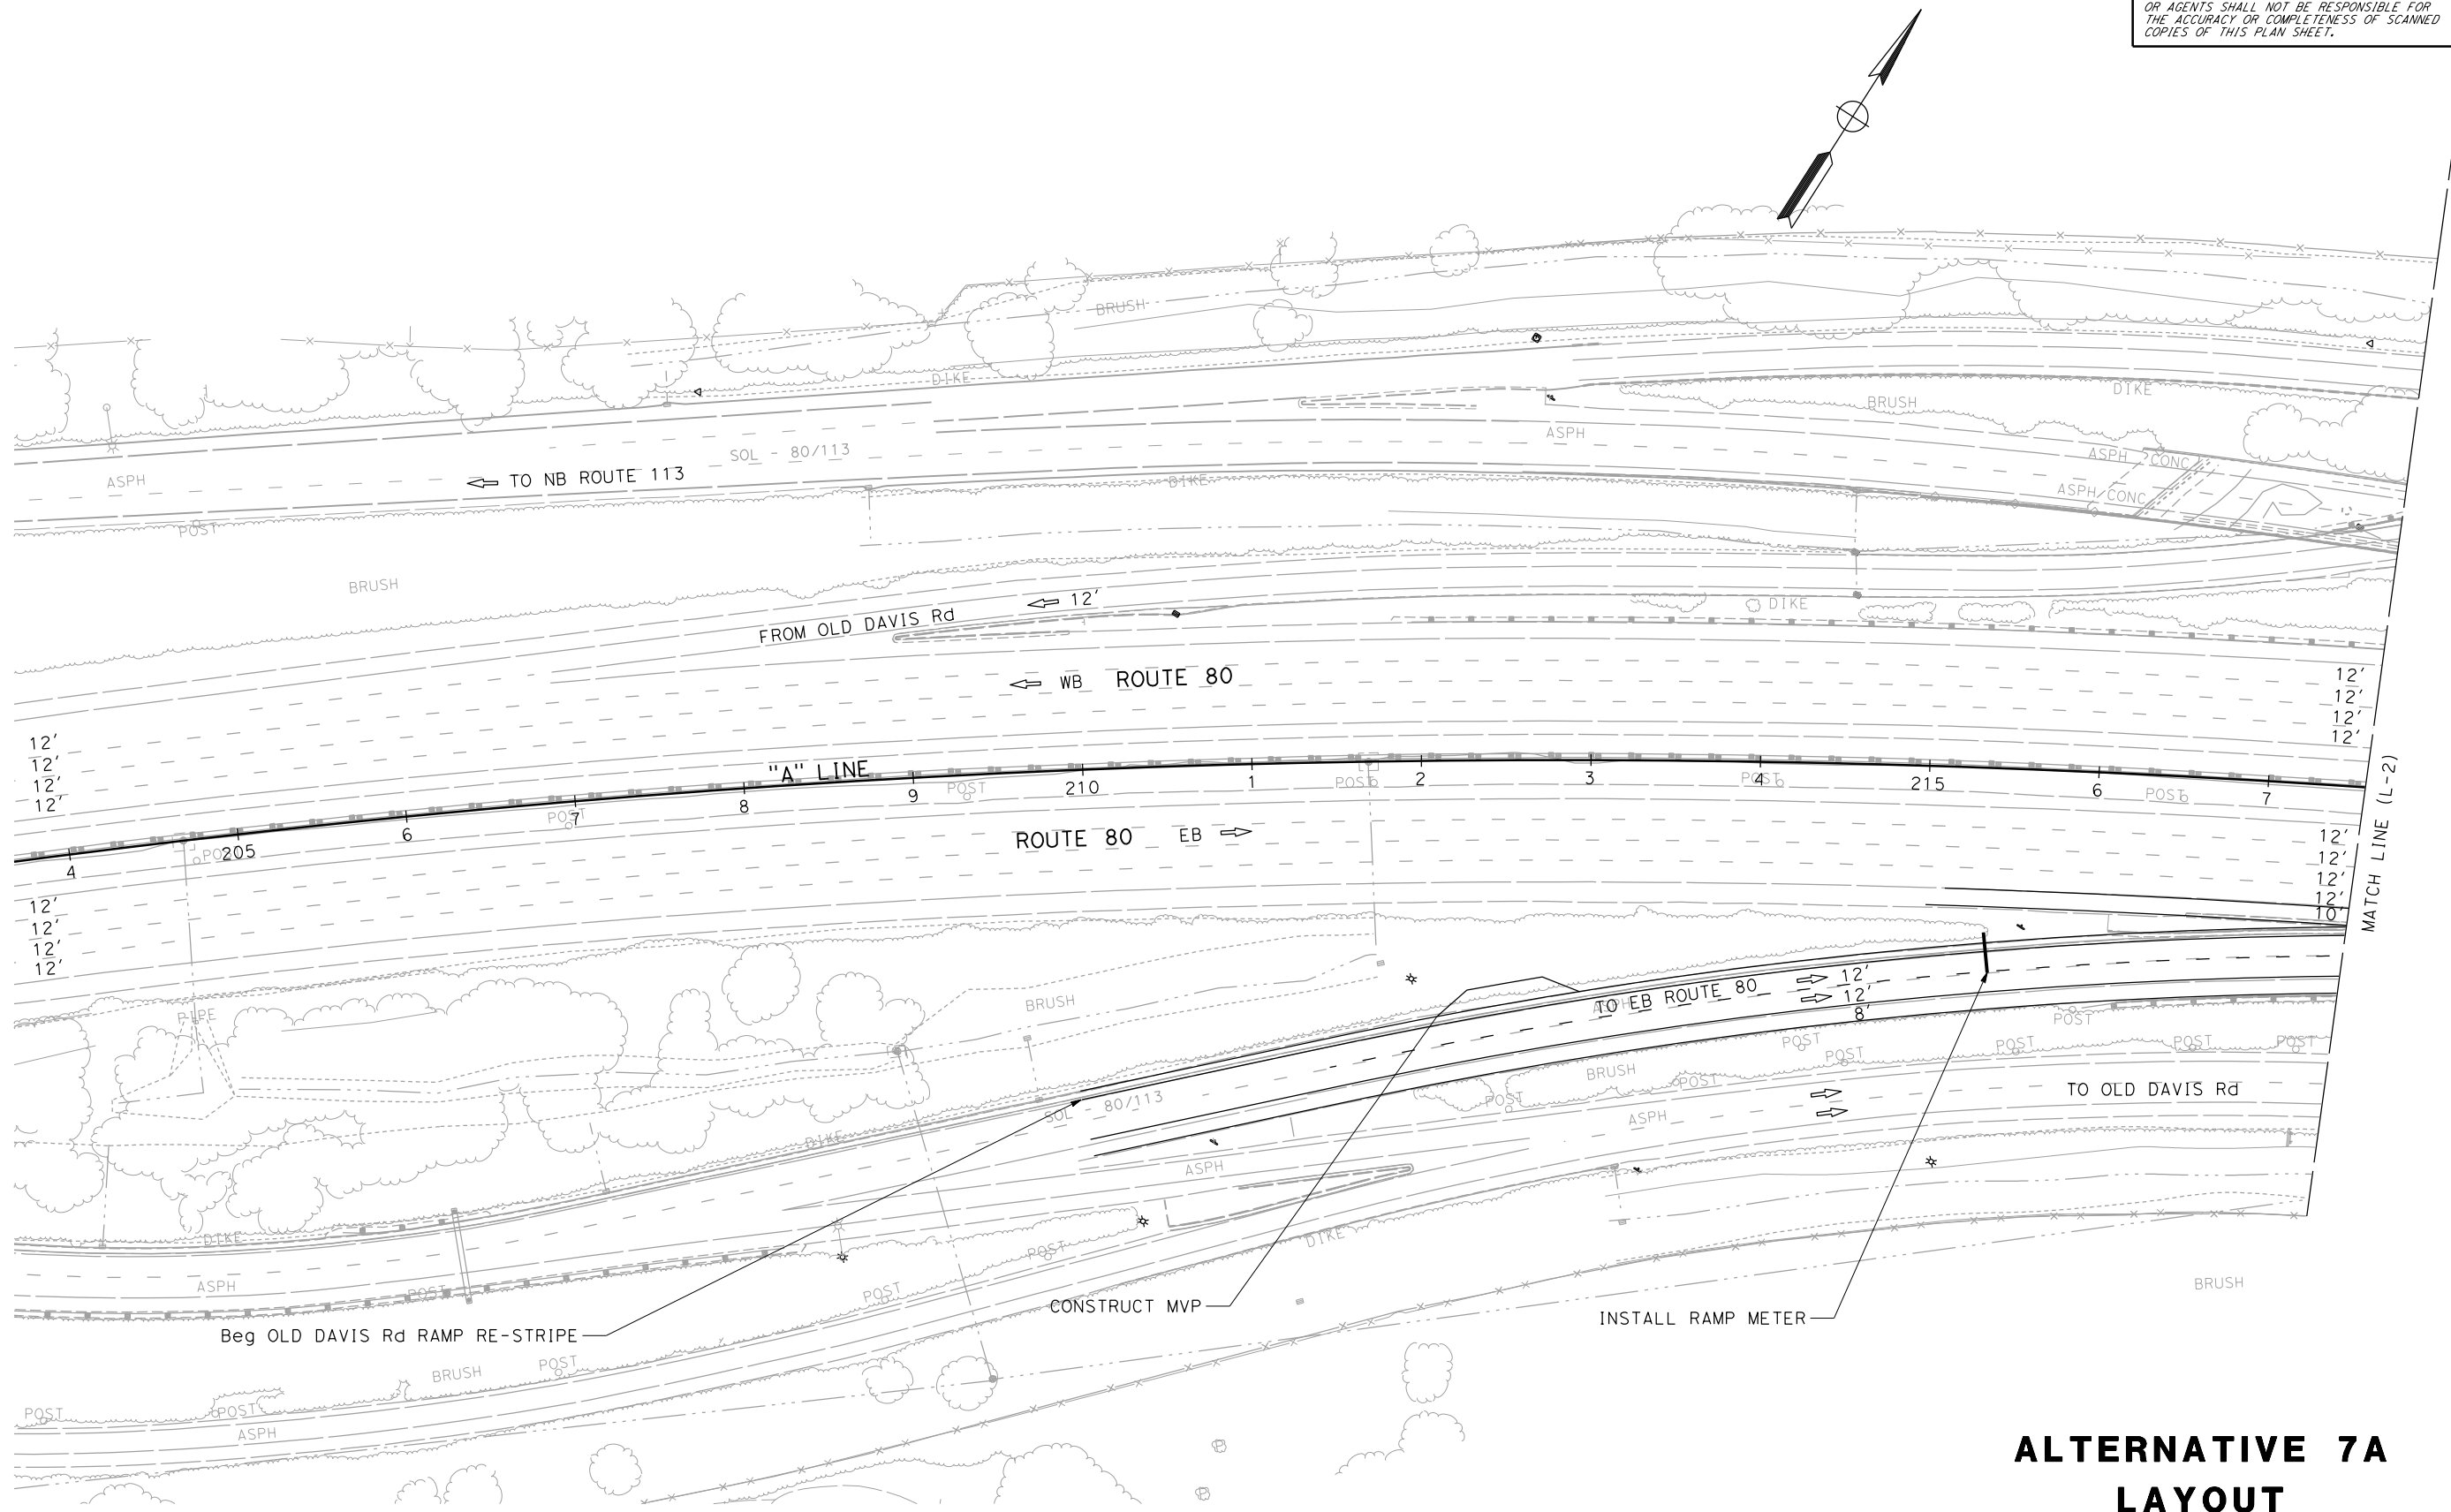 OR AGENTS SHALL NOT BE RESPONSIBLE FOR
THE ACCURACY OR COMPLETENESS OF SCANNED
COPIES OF THIS PLAN SHEET.
BRUSH
DIKE
BRUSH
DIKE
SOL - 80/113
ASPH
ASPH CONC
ASPH CONC
ASPH
TO NB ROUTE 113
DIKE
POST
BRUSH
12'
DIKE
FROM OLD DAVIS Rd
WB ROUTE 80
12'
12'
12'
12'
12'
12'
12'
12'
"A" LINE
4
205
6
7
8
9
210
1
2
3
4
215
6
7
POST
POST
POST
POST
POST
POST
ROUTE 80 EB
12'
12'
12'
12'
10'
12'
12'
12'
12'
MATCH LINE (L-2)
PIPE
BRUSH
TO EB ROUTE 80
ASPH
12'
12'
8'
POST
POST
POST
POST
POST
POST
BRUSH
POST
POST
TO OLD DAVIS Rd
SOL - 80/113
ASPH
DIKE
ASPH
DIKE
POST
DIKE
ASPH
POST
POST
BRUSH
CONSTRUCT MVP
INSTALL RAMP METER
Beg OLD DAVIS Rd RAMP RE-STRIPE
POST
BRUSH
POST
POST
ASPH
P
P
ALTERNATIVE 7A
LAYOUT